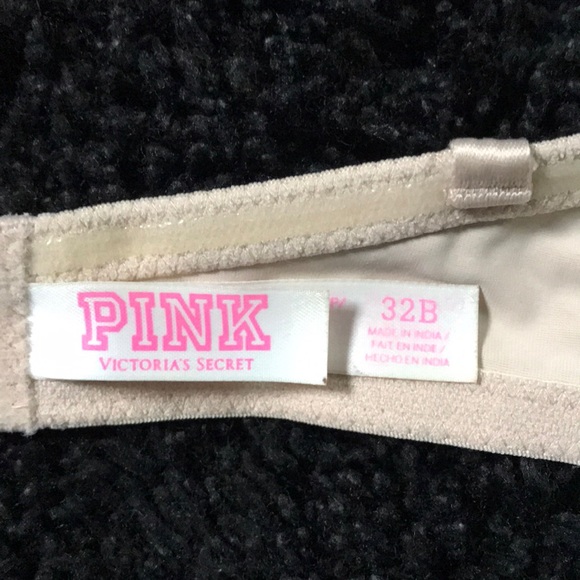 PINK
VICTORIA'S SECRET
32B
MADE IN INDIA /
FAIT EN INDE /
HECHO EN INDIA